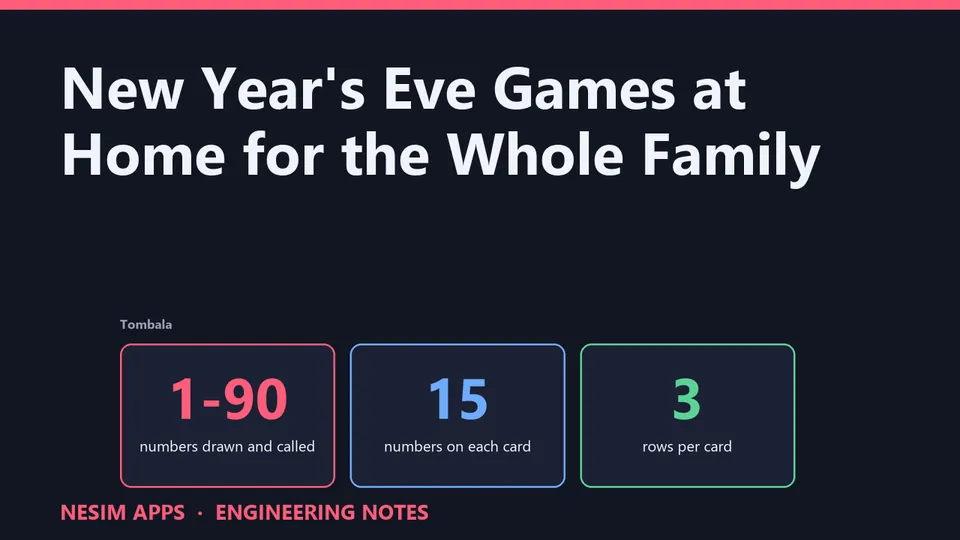 New Year's Eve Games at
Home for the Whole Family
Tombala
1-90
numbers drawn and called
15
numbers on each card
3
rows per card
NESIM APPS · ENGINEERING NOTES